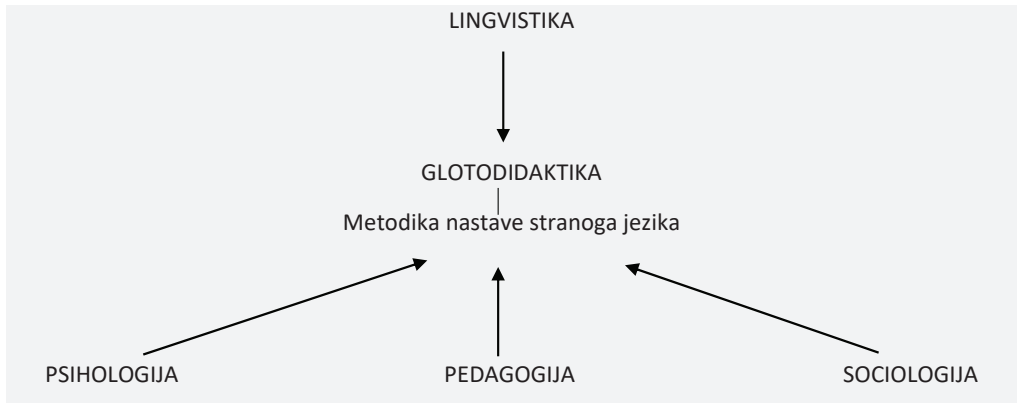 LINGVISTIKA
GLOTODIDAKTIKA
Metodika nastave stranoga jezika
PSIHOLOGIJA PEDAGOGIJA SOCIOLOGIJA